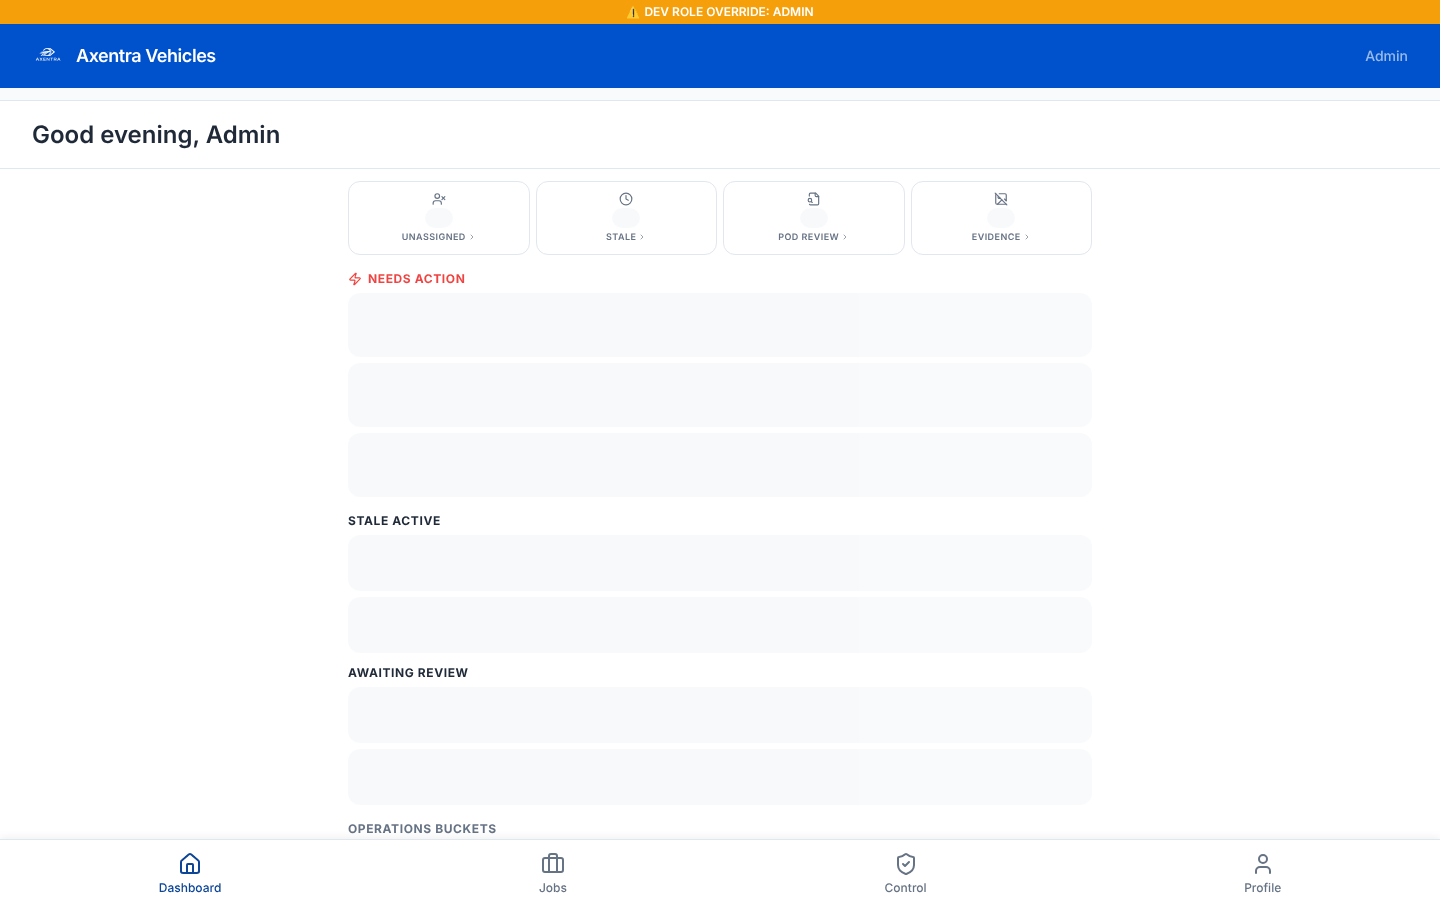 ⚠️ DEV ROLE OVERRIDE: ADMIN
AXENTRA
Axentra Vehicles
Admin
Good evening, Admin
UNASSIGNED ›
STALE ›
POD REVIEW ›
EVIDENCE ›
NEEDS ACTION
STALE ACTIVE
AWAITING REVIEW
OPERATIONS BUCKETS
Dashboard
Jobs
Control
Profile